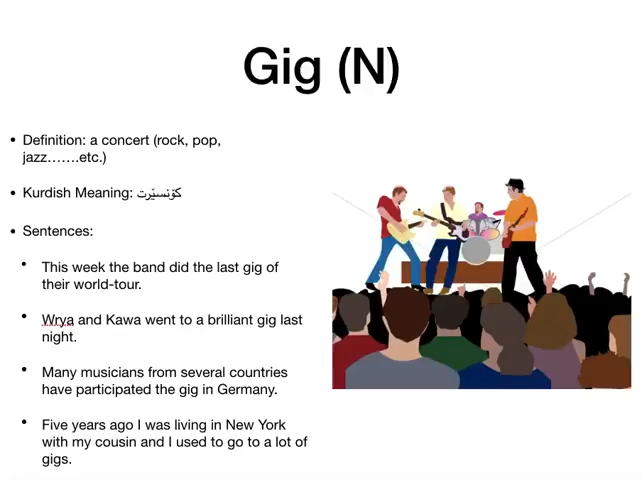 Gig (N)
• Definition: a concert (rock, pop,
jazz…….etc.)
• Kurdish Meaning: كۆنسێرت
• Sentences:
• This week the band did the last gig of
their world-tour.
• Wrya and Kawa went to a brilliant gig last
night.
• Many musicians from several countries
have participated the gig in Germany.
• Five years ago I was living in New York
with my cousin and I used to go to a lot of
gigs.